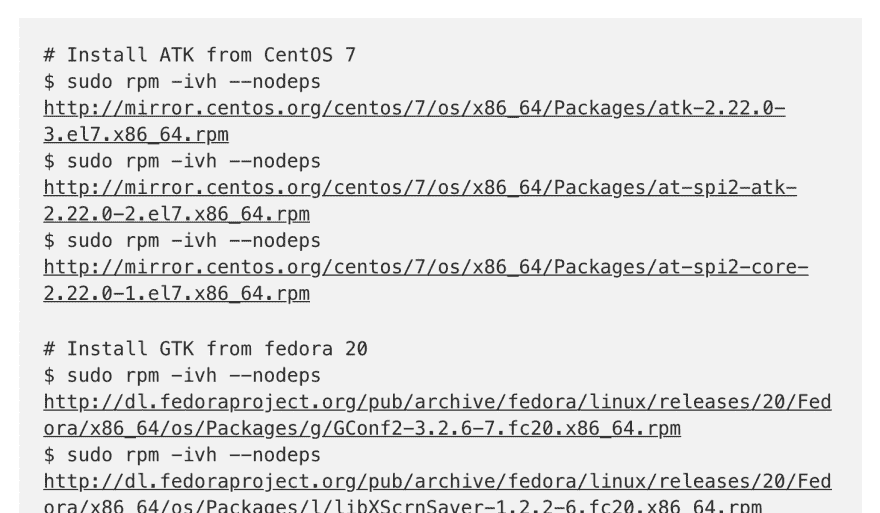 # Install ATK from CentOS 7
$ sudo rpm -ivh --nodeps
http://mirror.centos.org/centos/7/os/x86_64/Packages/atk-2.22.0-
3.el7.x86_64.rpm
$ sudo rpm -ivh --nodeps
http://mirror.centos.org/centos/7/os/x86_64/Packages/at-spi2-atk-
2.22.0-2.el7.x86_64.rpm
$ sudo rpm -ivh --nodeps
http://mirror.centos.org/centos/7/os/x86_64/Packages/at-spi2-core-
2.22.0-1.el7.x86_64.rpm
# Install GTK from fedora 20
$ sudo rpm -ivh --nodeps
http://dl.fedoraproject.org/pub/archive/fedora/linux/releases/20/Fed
ora/x86_64/os/Packages/g/GConf2-3.2.6-7.fc20.x86_64.rpm
$ sudo rpm -ivh --nodeps
http://dl.fedoraproject.org/pub/archive/fedora/linux/releases/20/Fed
ora/x86_64/os/Packages/l/libXScrnSaver-1.2.2-6.fc20.x86_64.rpm